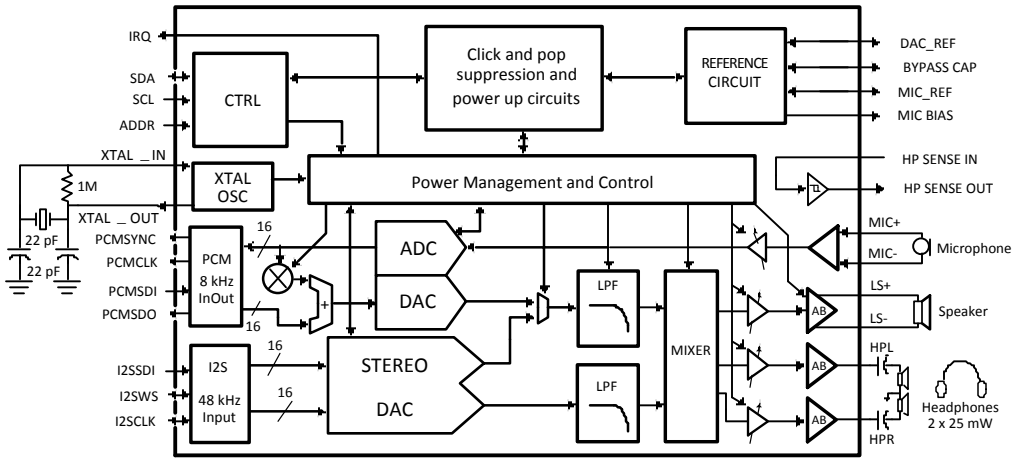 IRQ
SDA
SCL
ADDR
CTRL
Click and pop
suppression and
power up circuits
REFERENCE
CIRCUIT
DAC_REF
BYPASS CAP
MIC_REF
MIC BIAS
XTAL _ IN
1M
XTAL _ OUT
22 pF
22 pF
XTAL
OSC
Power Management and Control
HP SENSE IN
HP SENSE OUT
PCMSYNC
PCMCLK
PCMSDI
PCMSDO
PCM
8 kHz
InOut
16
16
+
ADC
DAC
LPF
MIXER
MIC+
MIC-
Microphone
LS+
LS-
AB
Speaker
I2SSDI
I2SWS
I2SCLK
I2S
48 kHz
Input
16
16
STEREO
DAC
LPF
AB
AB
HPL
HPR
Headphones
2 x 25 mW